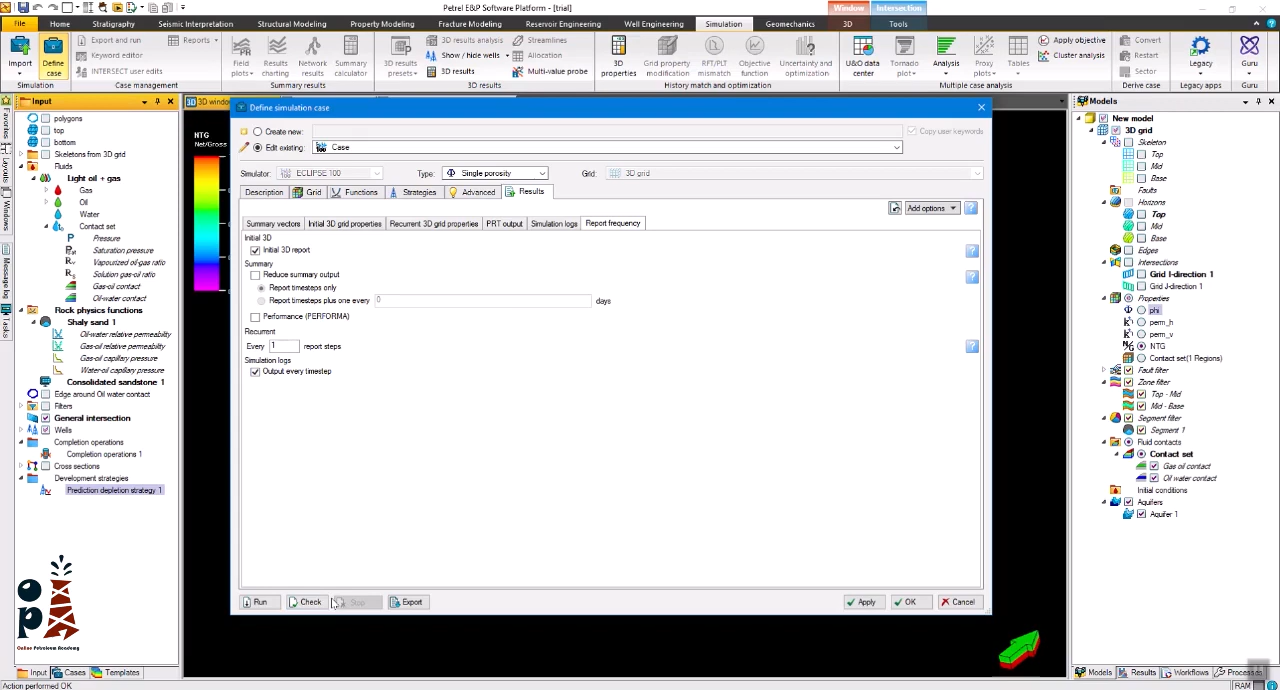 Petrel E&P Software Platform - [trial]
File Home Stratigraphy Seismic Interpretation Structural Modeling Property Modeling Fracture Modeling Reservoir Engineering Well Engineering Simulation Geomechanics
Window
3D
Intersection
Tools
Import
Define case
Simulation
Export and run
Keyword editor
INTERSECT user edits
Reports
Case management
Field plots
Results charting
Network results
Summary calculator
Summary results
3D results presets
3D results analysis
Show / hide wells
3D results
Streamlines
Allocation
Multi-value probe
3D results
3D properties
Grid property modification
RFT/PLT mismatch
Objective function
Uncertainty and optimization
History match and optimization
U&O data center
Tornado plot
Analysis
Proxy plots
Tables
Apply objective
Cluster analysis
Multiple case analysis
Convert
Restart
Sector
Derive case
Legacy
Legacy apps
Guru
Guru
Input
Favorites
Layouts
Windows
Message log
Tasks
polygons
top
bottom
Skeletons from 3D grid
Fluids
Light oil + gas
Gas
Oil
Water
Contact set
Pressure
Saturation pressure
Vapourized oil-gas ratio
Solution gas-oil ratio
Gas-oil contact
Oil-water contact
Rock physics functions
Shaly sand 1
Oil-water relative permeability
Gas-oil relative permeability
Gas-oil capillary pressure
Water-oil capillary pressure
Consolidated sandstone 1
Edge around Oil water contact
Filters
General intersection
Wells
Completion operations
Completion operations 1
Cross sections
Development strategies
Prediction depletion strategy 1
Online Petroleum Academy
Input Cases Templates
Action performed OK
3D 3D window
NTG
Net/Gross
Define simulation case
Create new:
Copy user keywords
Edit existing: Case
Simulator: ECLIPSE 100 Type: Single porosity Grid: 3D grid
Description Grid Functions Strategies Advanced Results
Add options
Summary vectors Initial 3D grid properties Recurrent 3D grid properties PRT output Simulation logs Report frequency
Initial 3D
Initial 3D report
Summary
Reduce summary output
Report timesteps only
Report timesteps plus one every 0 days
Performance (PERFORMA)
Recurrent
Every 1 report steps
Simulation logs
Output every timestep
Run Check Stop Export Apply OK Cancel
Models
New model
3D grid
Skeleton
Top
Mid
Base
Faults
Horizons
Top
Mid
Base
Edges
Intersections
Grid I-direction 1
Grid J-direction 1
Properties
phi
perm_h
perm_v
NTG
Contact set(1 Regions)
Fault filter
Zone filter
Top - Mid
Mid - Base
Segment filter
Segment 1
Fluid contacts
Contact set
Gas oil contact
Oil water contact
Initial conditions
Aquifers
Aquifer 1
Models Results Workflows
RAM